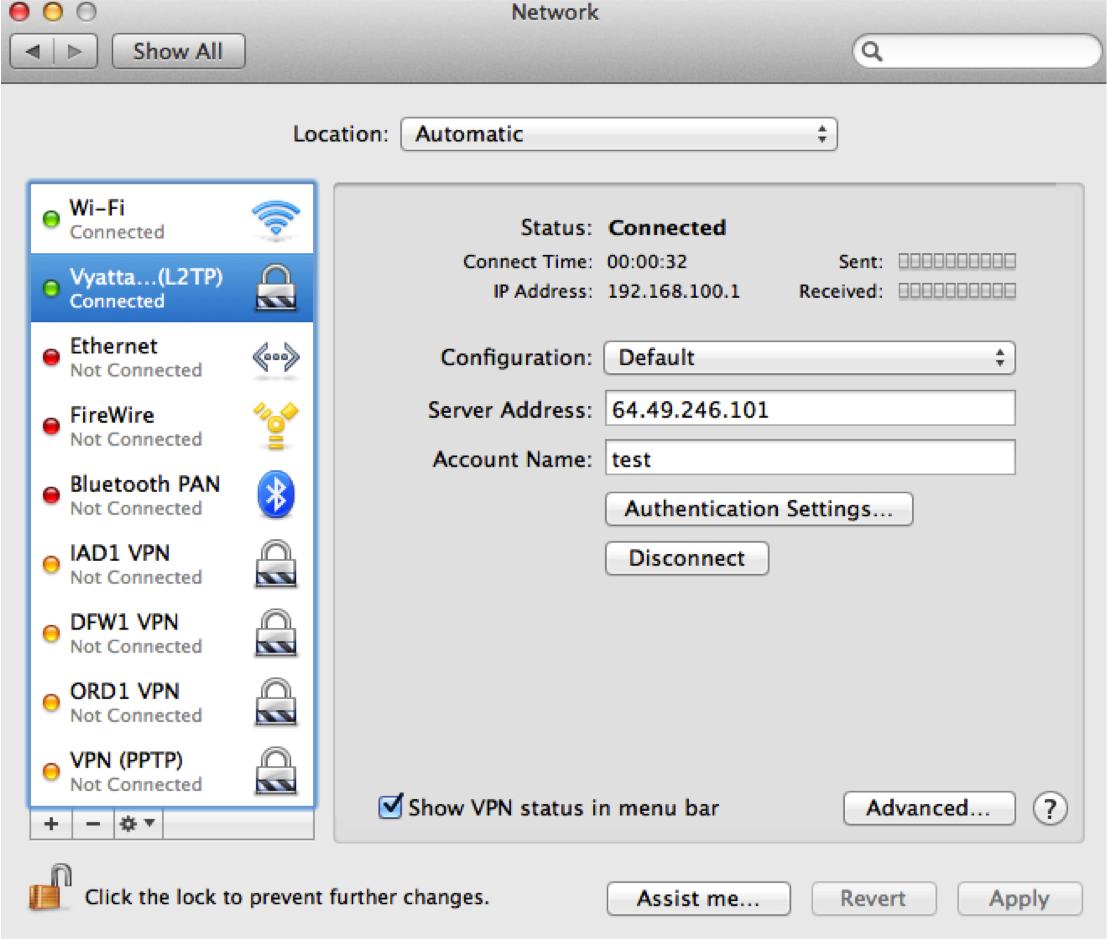 Network
Show All
Location: Automatic
Wi-Fi
Connected
Vyatta...(L2TP)
Connected
Ethernet
Not Connected
FireWire
Not Connected
Bluetooth PAN
Not Connected
IAD1 VPN
Not Connected
DFW1 VPN
Not Connected
ORD1 VPN
Not Connected
VPN (PPTP)
Not Connected
Status: Connected
Connect Time: 00:00:32 Sent:
IP Address: 192.168.100.1 Received:
Configuration: Default
Server Address: 64.49.246.101
Account Name: test
Authentication Settings...
Disconnect
Show VPN status in menu bar Advanced... ?
Click the lock to prevent further changes. Assist me... Revert Apply